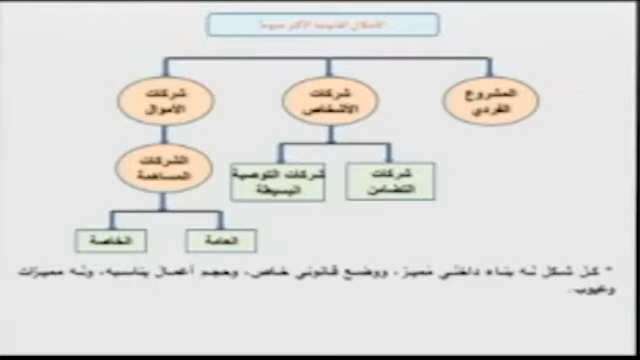 الأشكال القانونية الأكثر شيوعاً
المشروع
الفردي
شركات
الأشخاص
شركات
الأموال
شركات
التضامن
شركات التوصية
البسيطة
الشركات
المساهمة
العامة
الخاصة
* كل شكل له بناء داخلي مميز، ووضع قانوني خاص، وحجم أعمال يناسبه، وله مميزات
وعيوب.